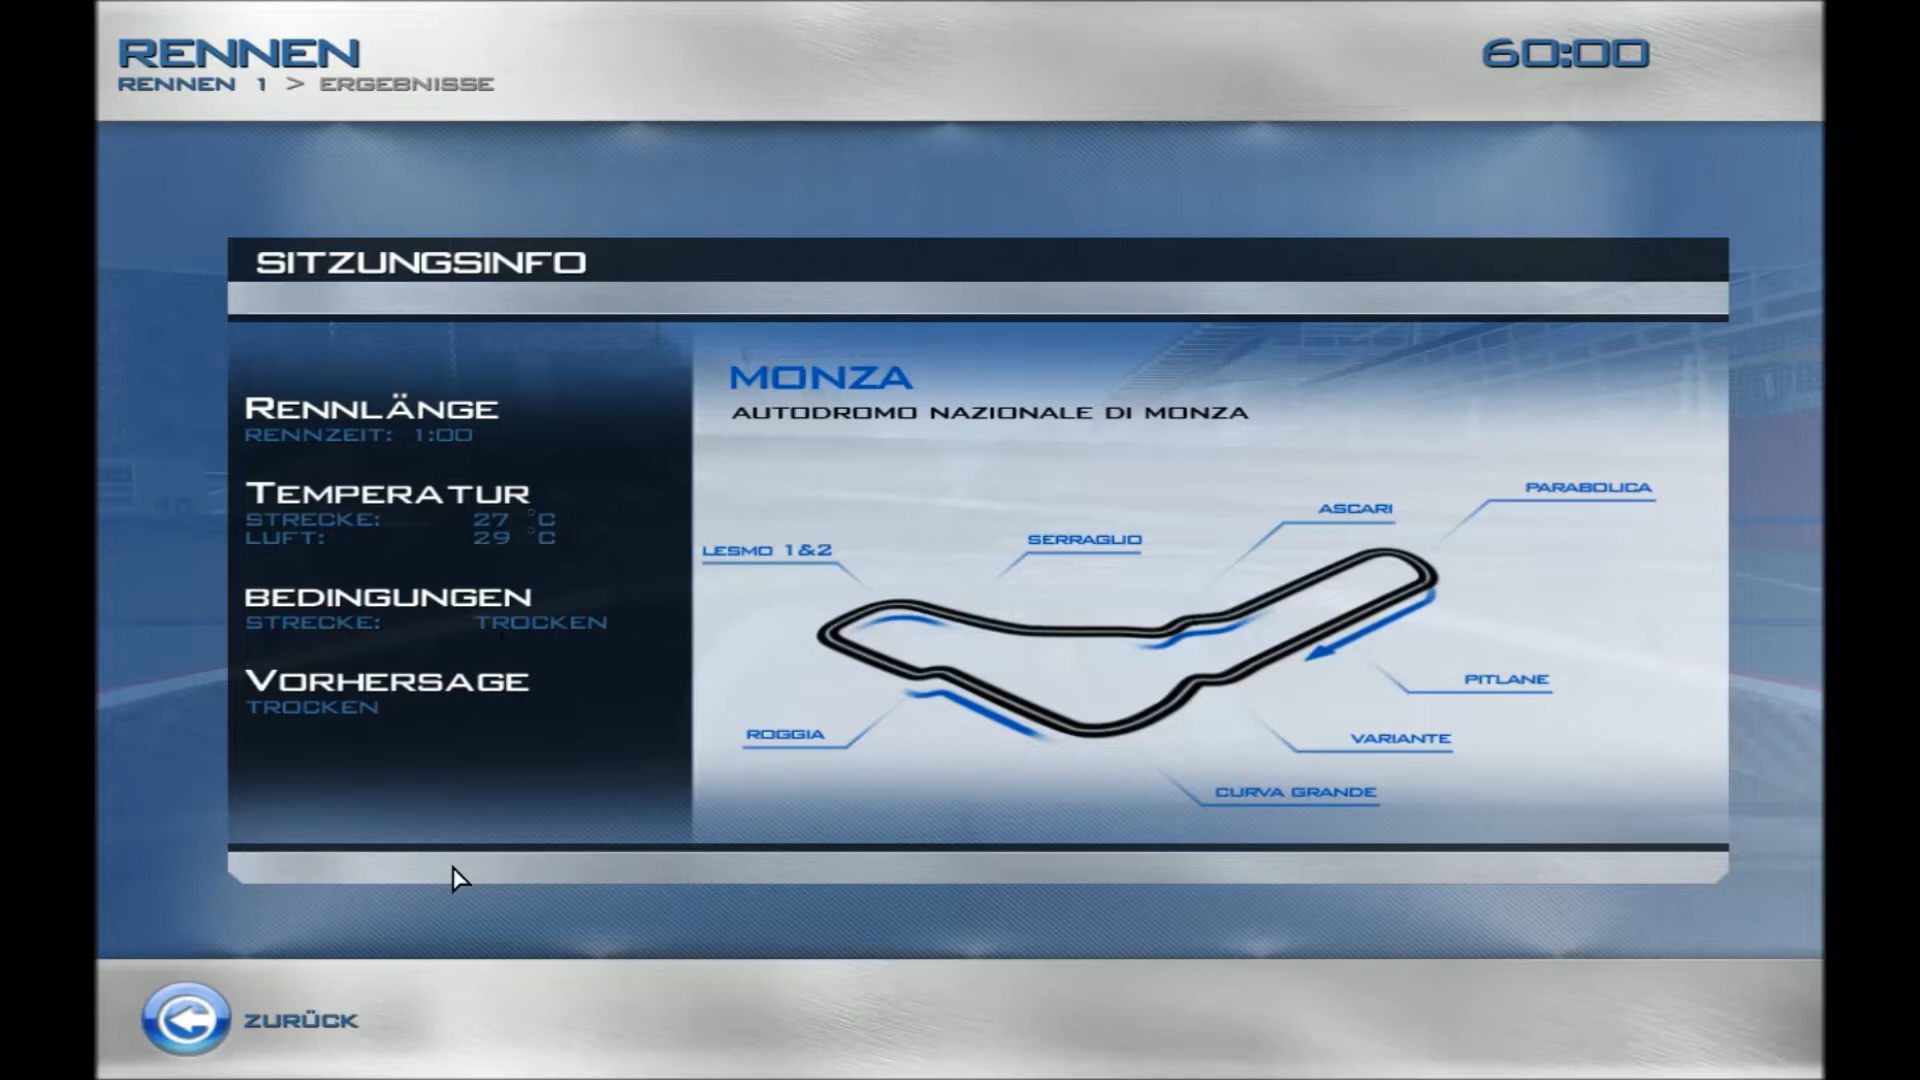 RENNEN
60:00
RENNEN 1 > ERGEBNISSE
SITZUNGSINFO
RENNLÄNGE
RENNZEIT: 1:00
TEMPERATUR
STRECKE: 27 °C
LUFT: 29 °C
BEDINGUNGEN
STRECKE: TROCKEN
VORHERSAGE
TROCKEN
MONZA
AUTODROMO NAZIONALE DI MONZA
PARABOLICA
ASCARI
SERRAGLIO
LESMO 1&2
PITLANE
ROGGIA
VARIANTE
CURVA GRANDE
ZURÜCK